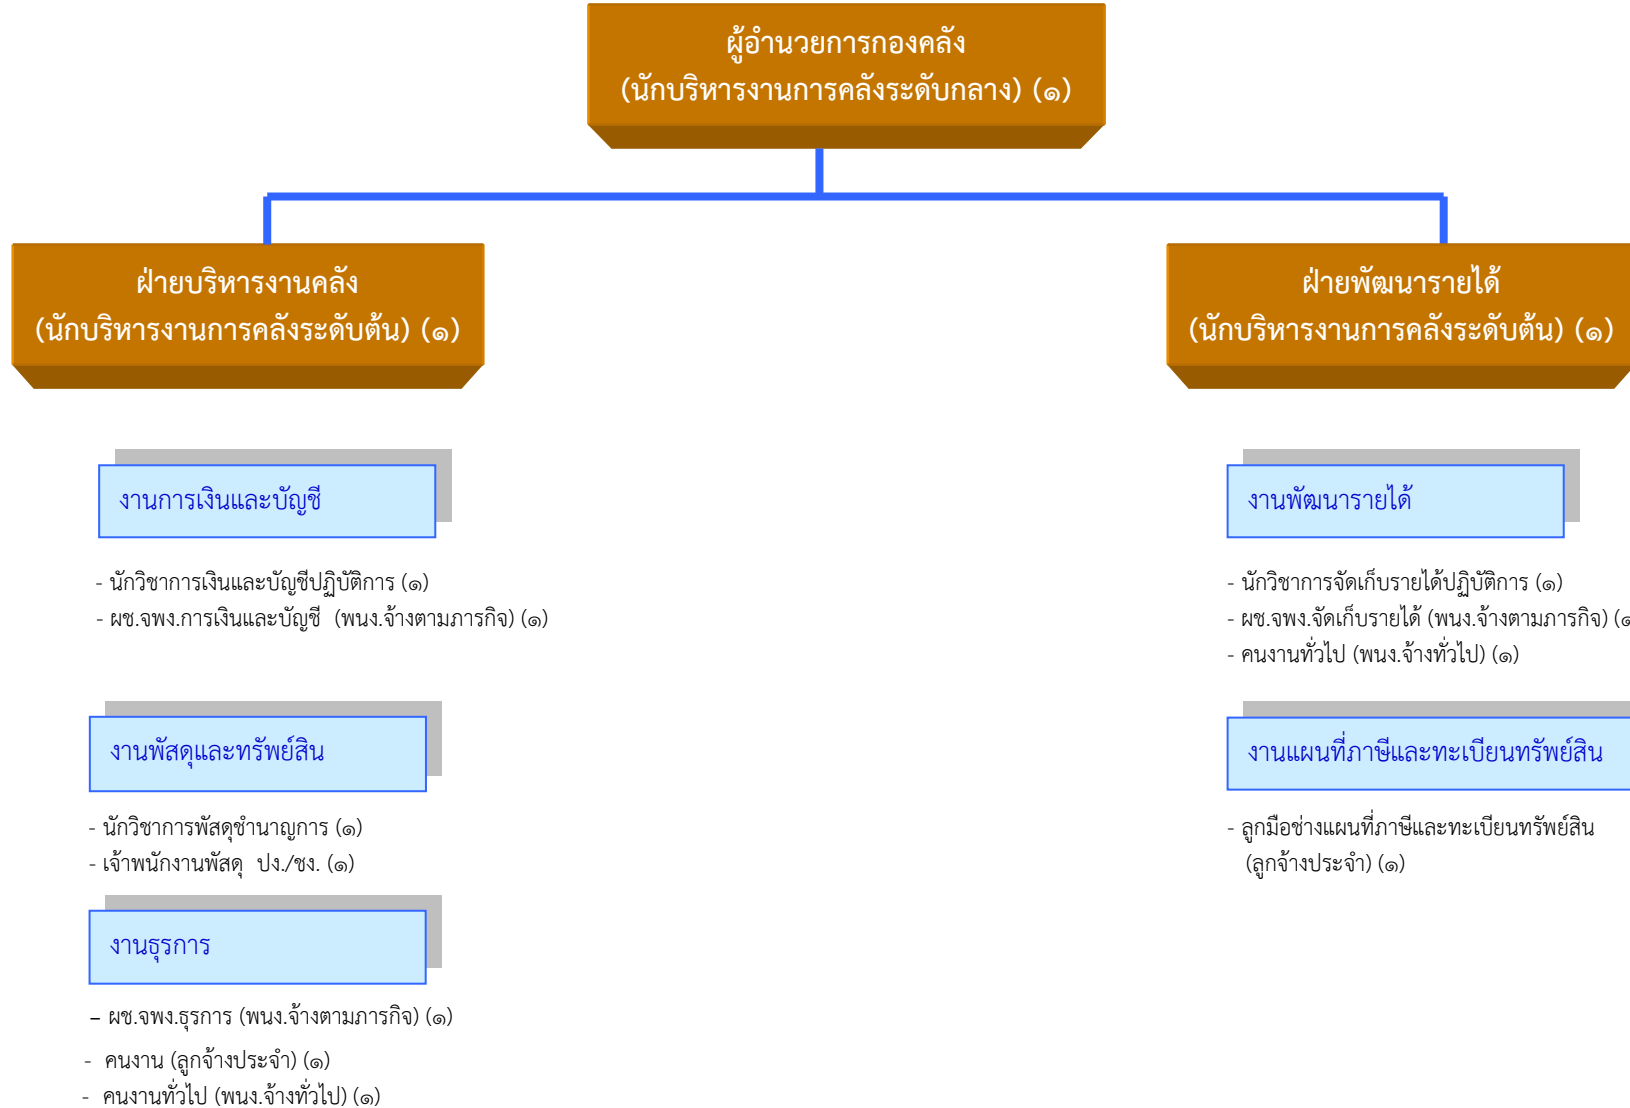 ผู้อำนวยการกองคลัง
(นักบริหารงานการคลังระดับกลาง) (๑)
ฝ่ายบริหารงานคลัง
(นักบริหารงานการคลังระดับต้น) (๑)
ฝ่ายพัฒนารายได้
(นักบริหารงานการคลังระดับต้น) (๑)
งานการเงินและบัญชี
- นักวิชาการเงินและบัญชีปฏิบัติการ (๑)
- ผช.จพง.การเงินและบัญชี (พนง.จ้างตามภารกิจ) (๑)
งานพัสดุและทรัพย์สิน
- นักวิชาการพัสดุชำนาญการ (๑)
- เจ้าพนักงานพัสดุ ปง./ชง. (๑)
งานธุรการ
– ผช.จพง.ธุรการ (พนง.จ้างตามภารกิจ) (๑)
- คนงาน (ลูกจ้างประจำ) (๑)
- คนงานทั่วไป (พนง.จ้างทั่วไป) (๑)
งานพัฒนารายได้
- นักวิชาการจัดเก็บรายได้ปฏิบัติการ (๑)
- ผช.จพง.จัดเก็บรายได้ (พนง.จ้างตามภารกิจ) (๑
- คนงานทั่วไป (พนง.จ้างทั่วไป) (๑)
งานแผนที่ภาษีและทะเบียนทรัพย์สิน
- ลูกมือช่างแผนที่ภาษีและทะเบียนทรัพย์สิน
(ลูกจ้างประจำ) (๑)